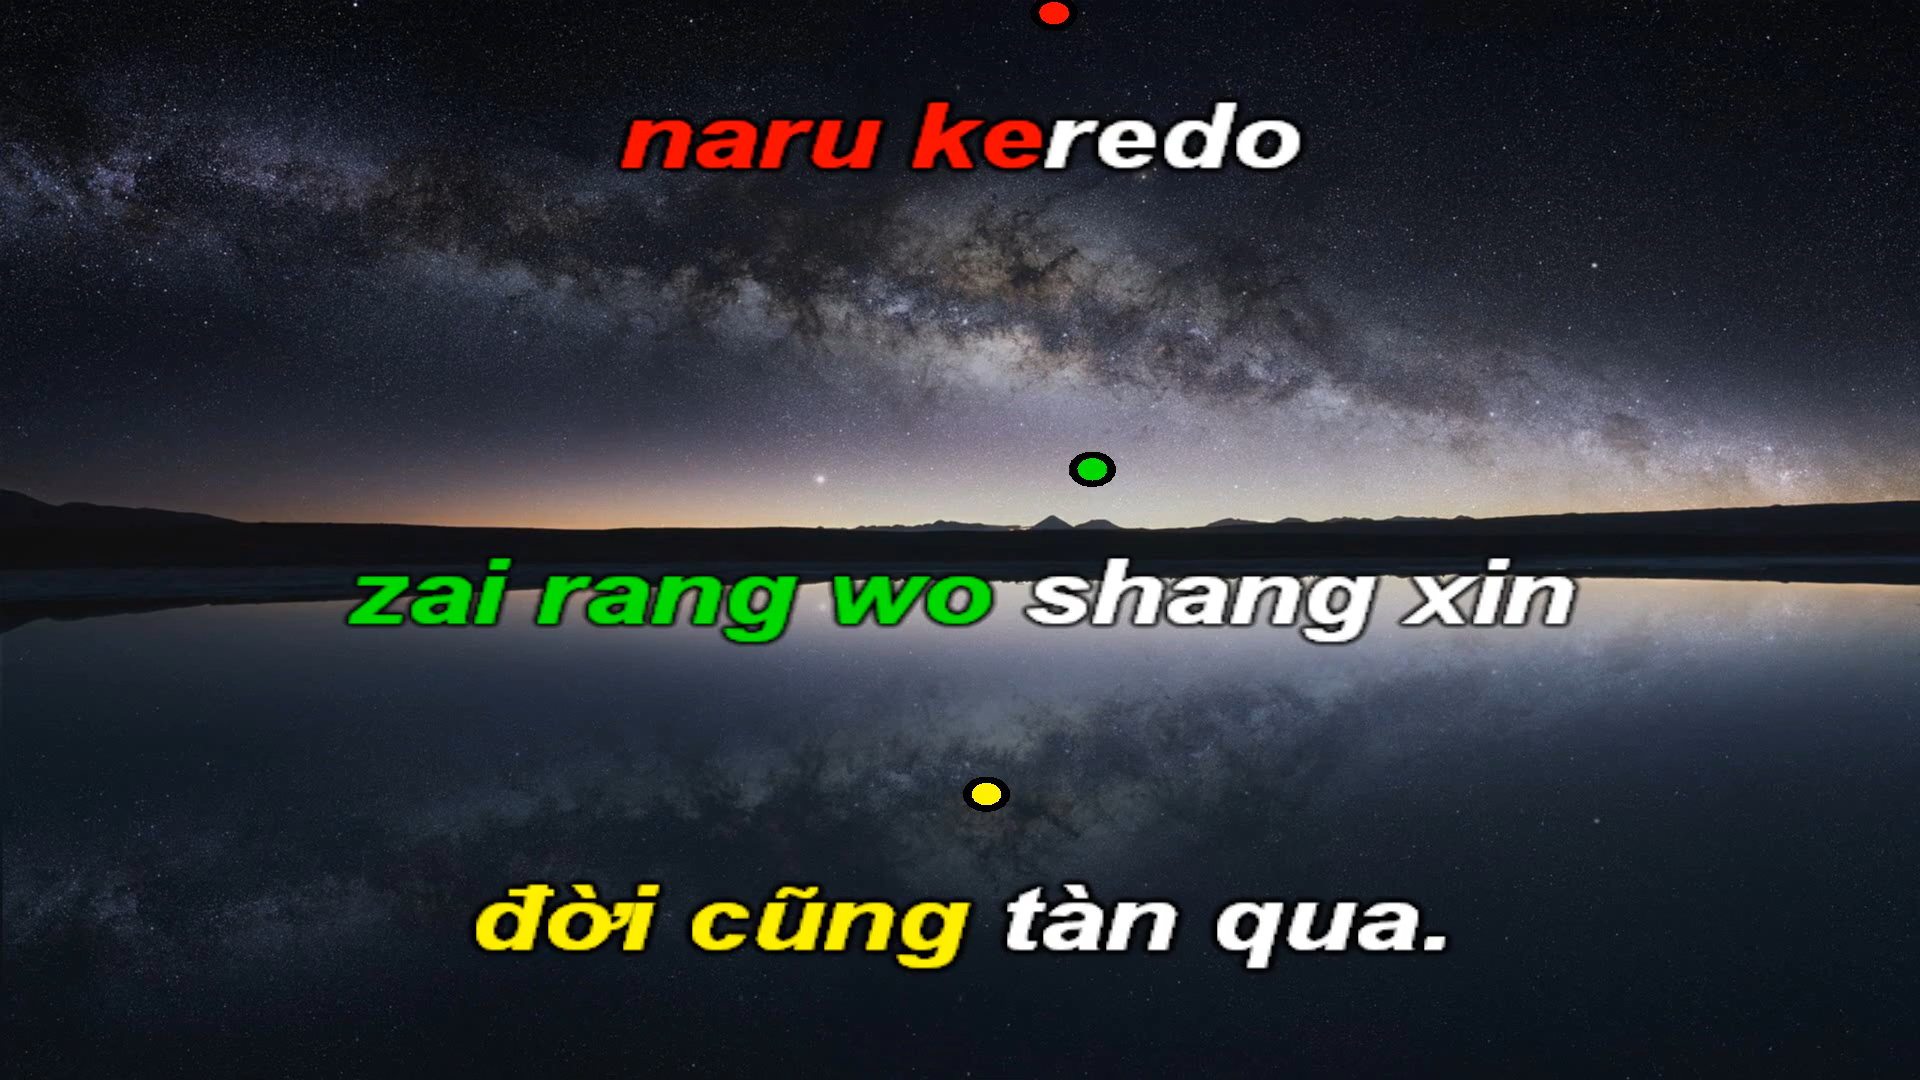 naru keredo
zai rang wo shang xin
đời cũng tàn qua.